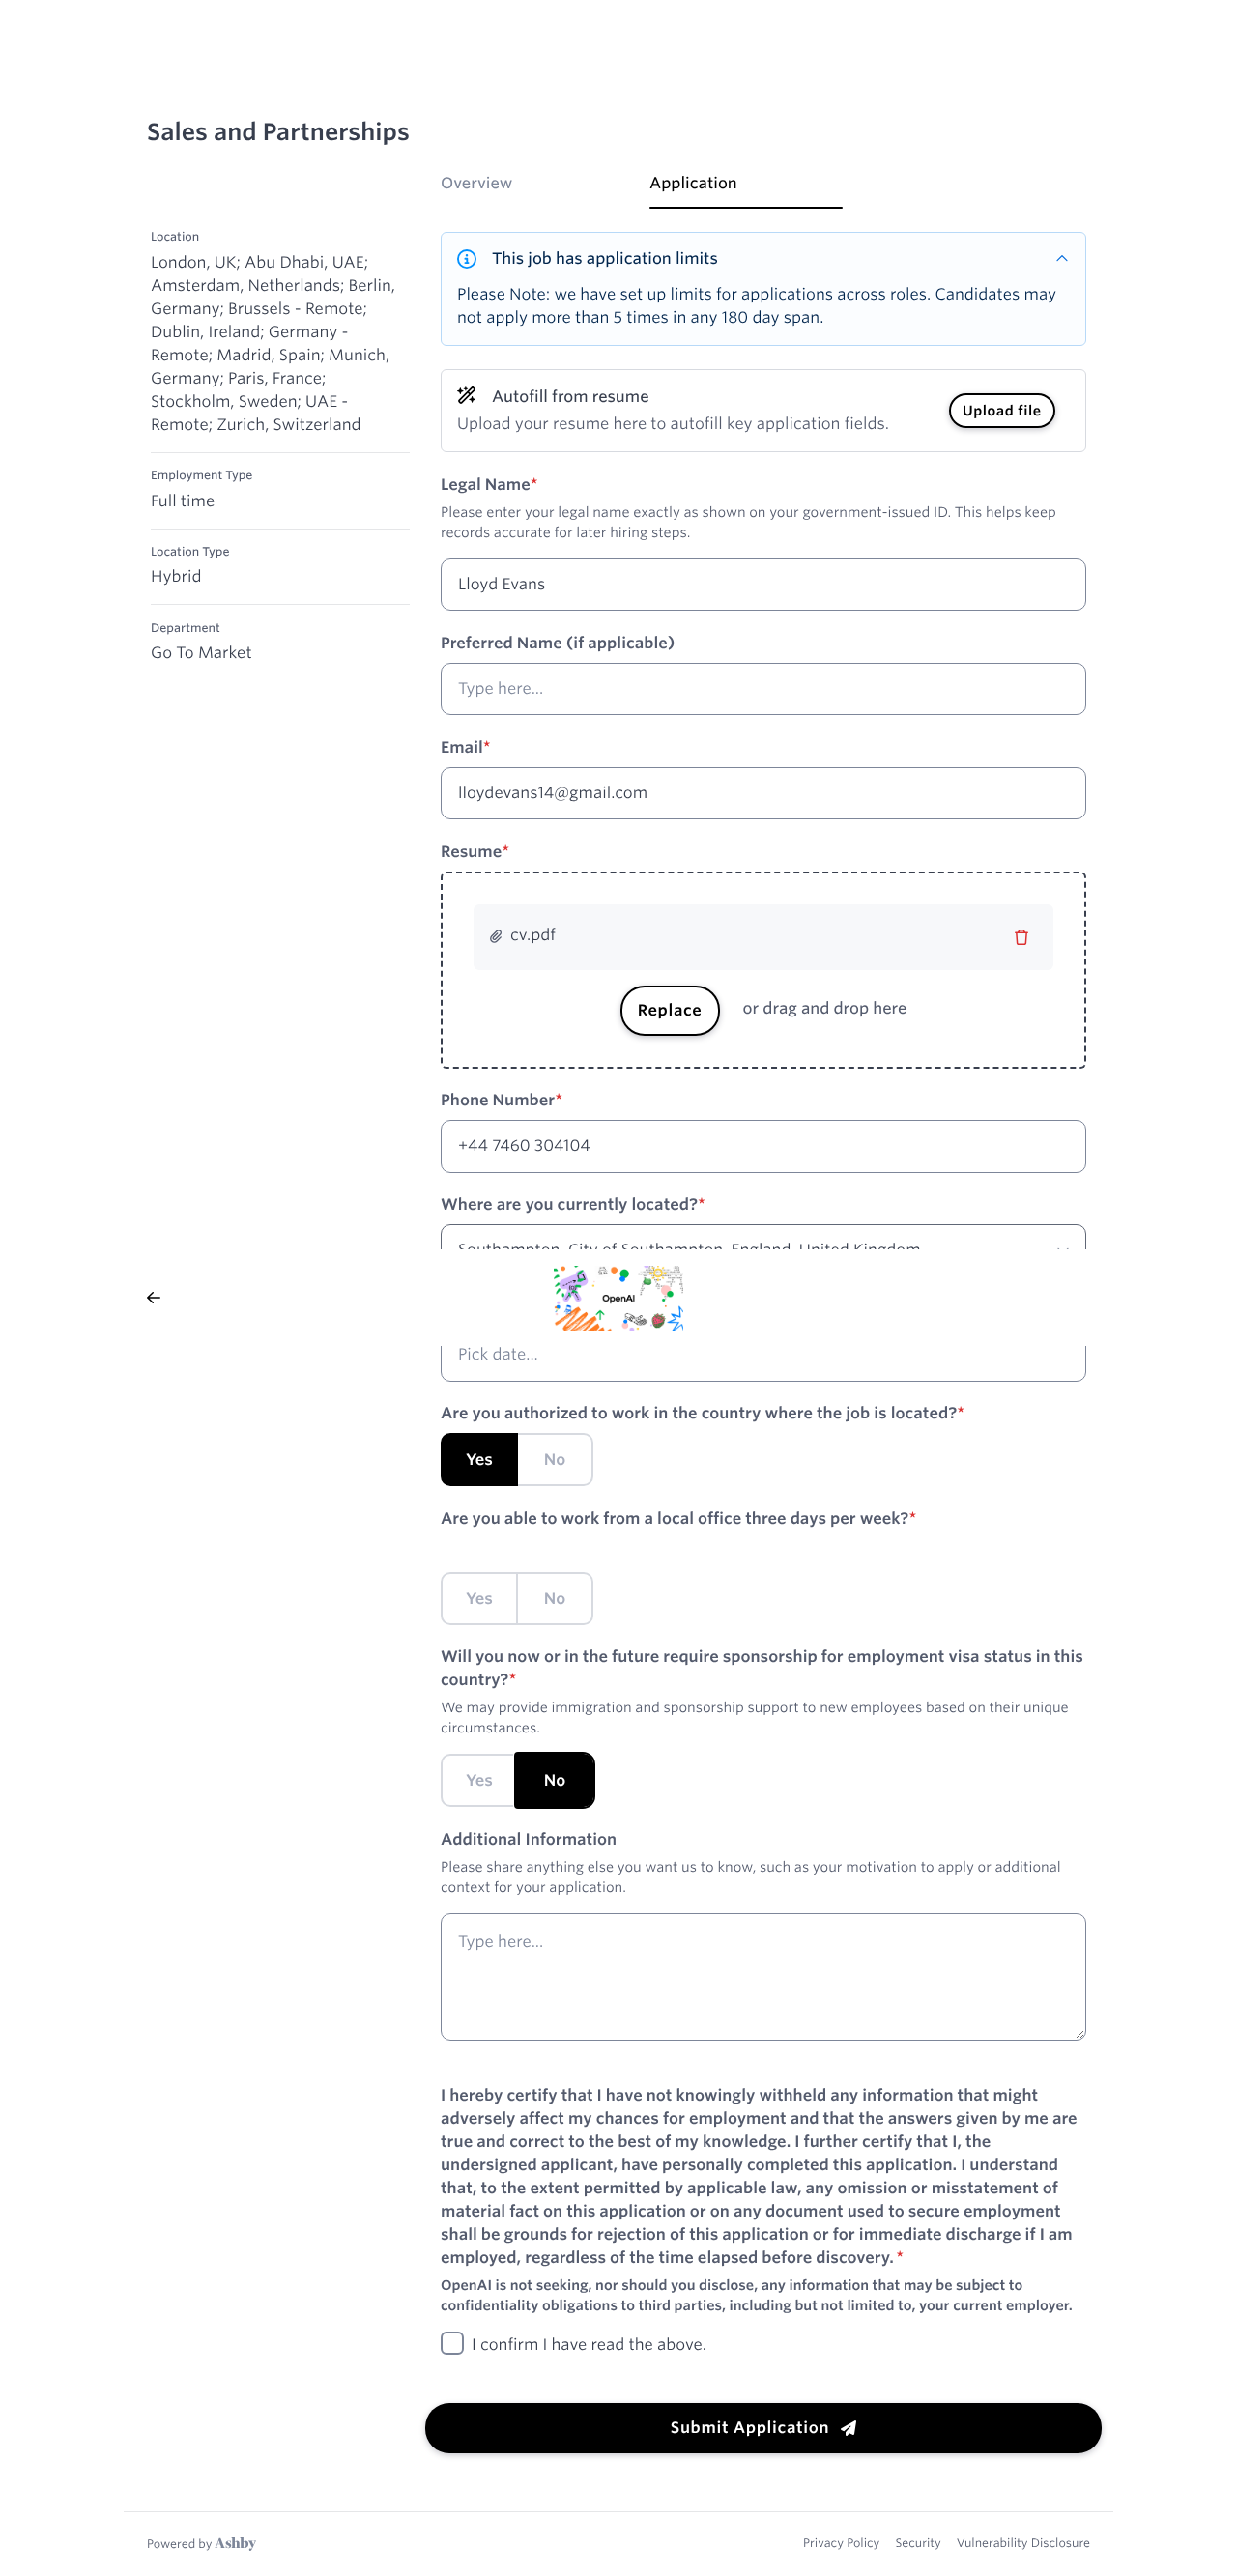 Sales and Partnerships
Overview
Application
Location
London, UK; Abu Dhabi, UAE;
Amsterdam, Netherlands; Berlin,
Germany; Brussels - Remote;
Dublin, Ireland; Germany -
Remote; Madrid, Spain; Munich,
Germany; Paris, France;
Stockholm, Sweden; UAE -
Remote; Zurich, Switzerland
Employment Type
Full time
Location Type
Hybrid
Department
Go To Market
This job has application limits
Please Note: we have set up limits for applications across roles. Candidates may
not apply more than 5 times in any 180 day span.
Autofill from resume
Upload your resume here to autofill key application fields.
Upload file
Legal Name*
Please enter your legal name exactly as shown on your government-issued ID. This helps keep
records accurate for later hiring steps.
Lloyd Evans
Preferred Name (if applicable)
Type here...
Email*
lloydevans14@gmail.com
Resume*
cv.pdf
Replace
or drag and drop here
Phone Number*
+44 7460 304104
Where are you currently located?*
Southampton, City of Southampton, England, United Kingdom
OpenAI
Pick date...
Are you authorized to work in the country where the job is located?*
Yes
No
Are you able to work from a local office three days per week?*
Yes
No
Will you now or in the future require sponsorship for employment visa status in this
country?*
We may provide immigration and sponsorship support to new employees based on their unique
circumstances.
Yes
No
Additional Information
Please share anything else you want us to know, such as your motivation to apply or additional
context for your application.
Type here...
I hereby certify that I have not knowingly withheld any information that might
adversely affect my chances for employment and that the answers given by me are
true and correct to the best of my knowledge. I further certify that I, the
undersigned applicant, have personally completed this application. I understand
that, to the extent permitted by applicable law, any omission or misstatement of
material fact on this application or on any document used to secure employment
shall be grounds for rejection of this application or for immediate discharge if I am
employed, regardless of the time elapsed before discovery. *
OpenAI is not seeking, nor should you disclose, any information that may be subject to
confidentiality obligations to third parties, including but not limited to, your current employer.
I confirm I have read the above.
Submit Application
Powered by Ashby
Privacy Policy
Security
Vulnerability Disclosure